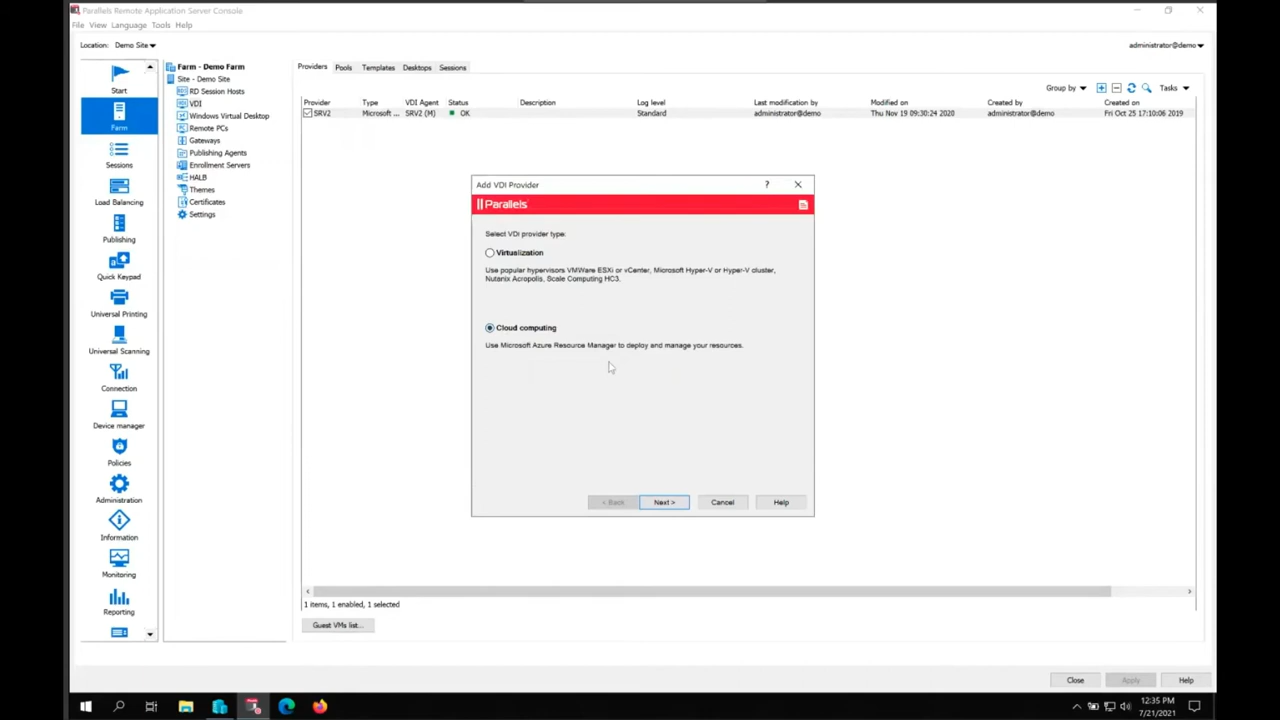 Parallels Remote Application Server Console
File View Language Tools Help
Location: Demo Site
administrator@demo
Start
Farm
Sessions
Load Balancing
Publishing
Quick Keypad
Universal Printing
Universal Scanning
Connection
Device manager
Policies
Administration
Information
Monitoring
Reporting
Farm - Demo Farm
Site - Demo Site
RD Session Hosts
VDI
Windows Virtual Desktop
Remote PCs
Gateways
Publishing Agents
Enrollment Servers
HALB
Themes
Certificates
Settings
Providers Pools Templates Desktops Sessions
Group by Tasks
Provider Type VDI Agent Status Description Log level Last modification by Modified on Created by Created on
SRV2 Microsoft ... SRV2 (M) OK Standard administrator@demo Thu Nov 19 09:30:24 2020 administrator@demo Fri Oct 25 17:10:06 2019
Add VDI Provider ?
Parallels
Select VDI provider type:
Virtualization
Use popular hypervisors VMWare ESXi or vCenter, Microsoft Hyper-V or Hyper-V cluster,
Nutanix Acropolis, Scale Computing HC3.
Cloud computing
Use Microsoft Azure Resource Manager to deploy and manage your resources.
< Back Next > Cancel Help
1 items, 1 enabled, 1 selected
Guest VMs list...
Close Apply Help
12:35 PM
7/21/2021